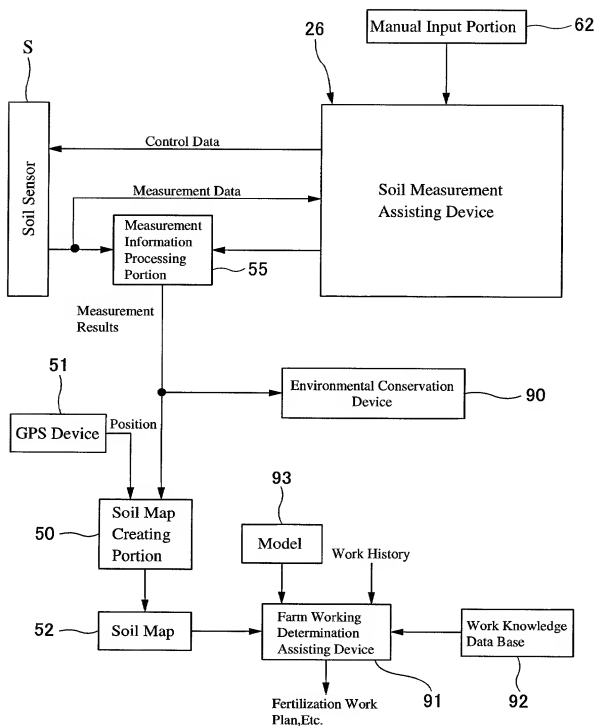 Manual Input Portion
62
S
26
Control Data
Soil Sensor
Measurement Data
Soil Measurement
Assisting Device
Measurement
Information
Processing
Portion
55
Measurement
Results
51
Environmental Conservation
Device
90
GPS Device
Position
93
Soil Map
Creating
Portion
50
Model
Work History
52
Soil Map
Farm Working
Determination
Assisting Device
Work Knowledge
Data Base
91
92
Fertilization Work
Plan,Etc.